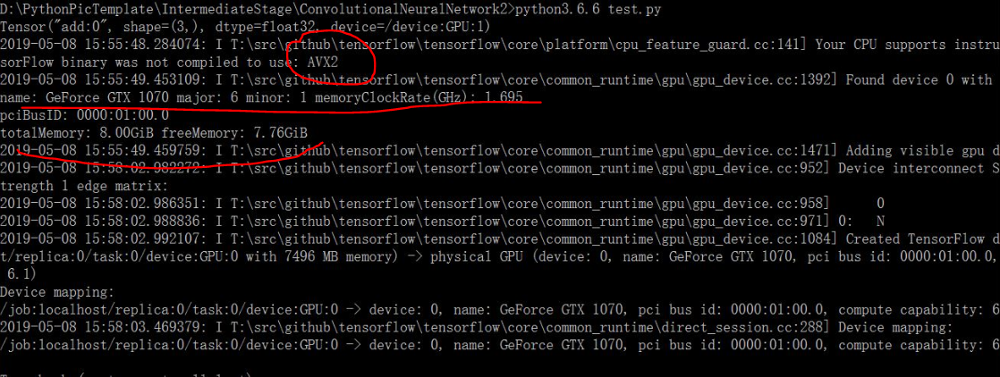 D:\PythonPicTemplate\IntermediateStage\ConvolutionalNeuralNetwork2>python3.6.6 test.py
Tensor("add:0", shape=(3,), dtype=float32, device=/device:GPU:1)
2019-05-08 15:55:48.284074: I T:\src\github\tensorflow\tensorflow\core\platform\cpu_feature_guard.cc:141] Your CPU supports instru
sorFlow binary was not compiled to use: AVX2
2019-05-08 15:55:49.453109: I T:\src\github\tensorflow\tensorflow\core\common_runtime\gpu\gpu_device.cc:1392] Found device 0 with
name: GeForce GTX 1070 major: 6 minor: 1 memoryClockRate(GHz): 1.695
pciBusID: 0000:01:00.0
totalMemory: 8.00GiB freeMemory: 7.76GiB
2019-05-08 15:55:49.459759: I T:\src\github\tensorflow\tensorflow\core\common_runtime\gpu\gpu_device.cc:1471] Adding visible gpu d
2019-05-08 15:58:02.982272: I T:\src\github\tensorflow\tensorflow\core\common_runtime\gpu\gpu_device.cc:952] Device interconnect S
trength 1 edge matrix:
2019-05-08 15:58:02.986351: I T:\src\github\tensorflow\tensorflow\core\common_runtime\gpu\gpu_device.cc:958] 0
2019-05-08 15:58:02.988836: I T:\src\github\tensorflow\tensorflow\core\common_runtime\gpu\gpu_device.cc:971] 0: N
2019-05-08 15:58:02.992107: I T:\src\github\tensorflow\tensorflow\core\common_runtime\gpu\gpu_device.cc:1084] Created TensorFlow d
t/replica:0/task:0/device:GPU:0 with 7496 MB memory) -> physical GPU (device: 0, name: GeForce GTX 1070, pci bus id: 0000:01:00.0,
6.1)
Device mapping:
/job:localhost/replica:0/task:0/device:GPU:0 -> device: 0, name: GeForce GTX 1070, pci bus id: 0000:01:00.0, compute capability: 6
2019-05-08 15:58:03.469379: I T:\src\github\tensorflow\tensorflow\core\common_runtime\direct_session.cc:288] Device mapping:
/job:localhost/replica:0/task:0/device:GPU:0 -> device: 0, name: GeForce GTX 1070, pci bus id: 0000:01:00.0, compute capability: 6